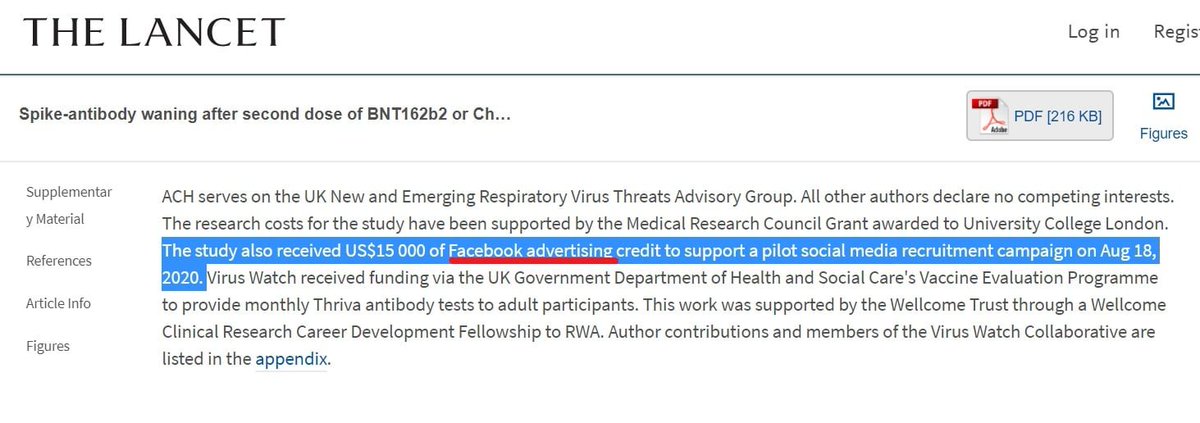 THE LANCET
Log in
Regis
Spike-antibody waning after second dose of BNT162b2 or Ch…
PDF
Adobe
PDF [216 KB]
Figures
Supplementar
y Material
References
Article Info
Figures
ACH serves on the UK New and Emerging Respiratory Virus Threats Advisory Group. All other authors declare no competing interests.
The research costs for the study have been supported by the Medical Research Council Grant awarded to University College London.
The study also received US$15 000 of Facebook advertising credit to support a pilot social media recruitment campaign on Aug 18,
2020. Virus Watch received funding via the UK Government Department of Health and Social Care's Vaccine Evaluation Programme
to provide monthly Thriva antibody tests to adult participants. This work was supported by the Wellcome Trust through a Wellcome
Clinical Research Career Development Fellowship to RWA. Author contributions and members of the Virus Watch Collaborative are
listed in the appendix.